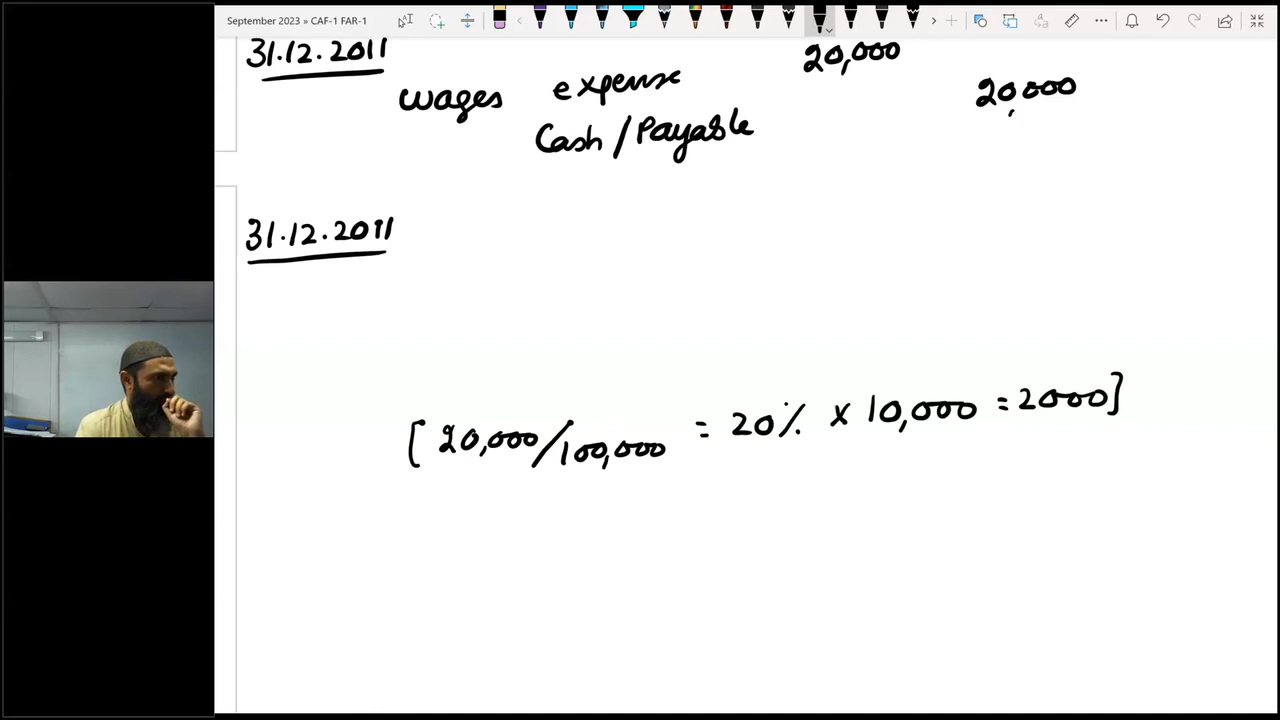 September 2023 » CAF-1 FAR-1
31.12.2011
wages expense 20,000
Cash/Payable 20,000
31.12.2011
[20,000/100,000 = 20% x 10,000 = 2000]